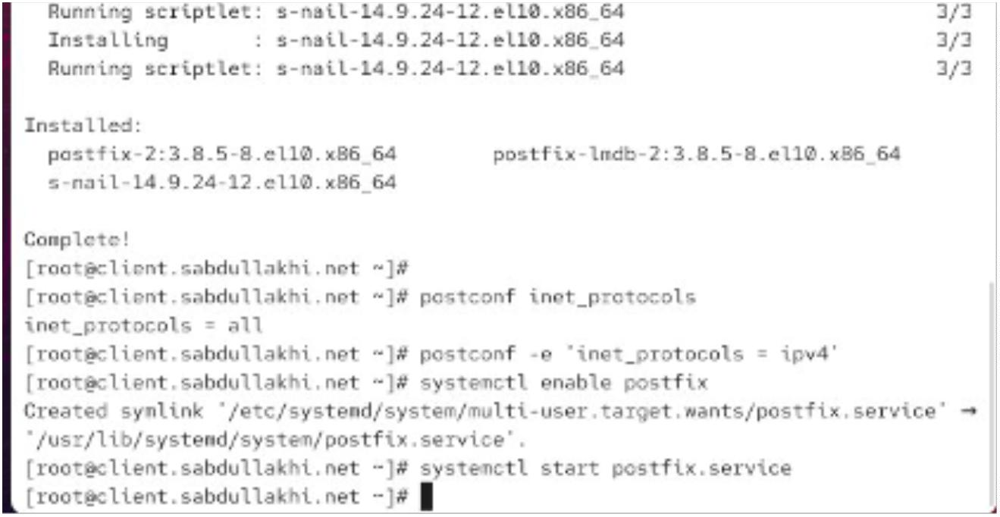 Running scriptlet: s-nail-14.9.24-12.el10.x86_64 3/3
Installing : s-nail-14.9.24-12.el10.x86_64 3/3
Running scriptlet: s-nail-14.9.24-12.el10.x86_64 3/3
Installed:
postfix-2:3.8.5-8.el10.x86_64 postfix-lmdb-2:3.8.5-8.el10.x86_64
s-nail-14.9.24-12.el10.x86_64
Complete!
[root@client.sabdullakhi.net ~]#
[root@client.sabdullakhi.net ~]# postconf inet_protocols
inet_protocols = all
[root@client.sabdullakhi.net ~]# postconf -e 'inet_protocols = ipv4'
[root@client.sabdullakhi.net ~]# systemctl enable postfix
Created symlink '/etc/systemd/system/multi-user.target.wants/postfix.service' →
'/usr/lib/systemd/system/postfix.service'.
[root@client.sabdullakhi.net ~]# systemctl start postfix.service
[root@client.sabdullakhi.net ~]#